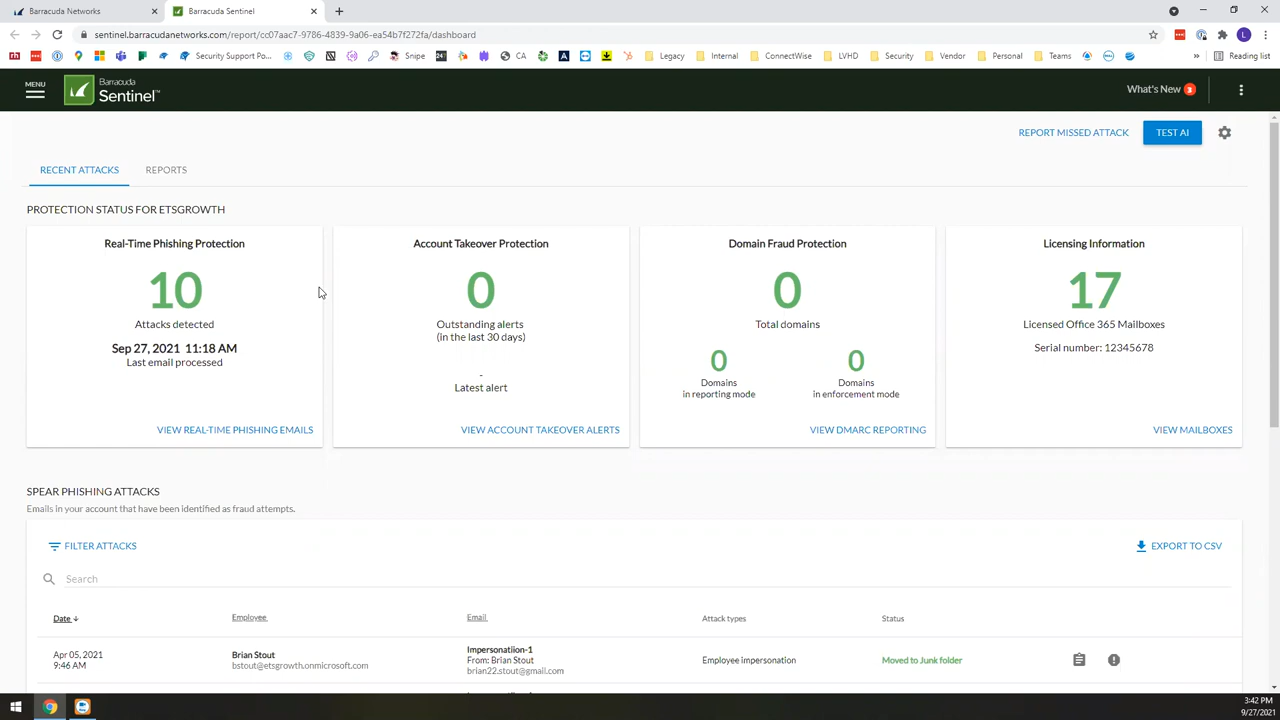 Barracuda Networks
Barracuda Sentinel
sentinel.barracudanetworks.com/report/cc07aac7-9786-4839-9a06-ea54b7f272fa/dashboard
Security Support Po...
Snipe
CA
Legacy
Internal
ConnectWise
LVHD
Security
Vendor
Personal
Teams
»
Reading list
MENU
Barracuda
Sentinel™
What's New 3
REPORT MISSED ATTACK
TEST AI
RECENT ATTACKS
REPORTS
PROTECTION STATUS FOR ETSGROWTH
Real-Time Phishing Protection
10
Attacks detected
Sep 27, 2021 11:18 AM
Last email processed
VIEW REAL-TIME PHISHING EMAILS
Account Takeover Protection
0
Outstanding alerts
(in the last 30 days)
-
Latest alert
VIEW ACCOUNT TAKEOVER ALERTS
Domain Fraud Protection
0
Total domains
0
Domains
in reporting mode
0
Domains
in enforcement mode
VIEW DMARC REPORTING
Licensing Information
17
Licensed Office 365 Mailboxes
Serial number: 12345678
VIEW MAILBOXES
SPEAR PHISHING ATTACKS
Emails in your account that have been identified as fraud attempts.
FILTER ATTACKS
EXPORT TO CSV
Search
Date
Employee
Email
Attack types
Status
Apr 05, 2021
9:46 AM
Brian Stout
bstout@etsgrowth.onmicrosoft.com
Impersonatiion-1
From: Brian Stout
brian22.stout@gmail.com
Employee impersonation
Moved to Junk folder
3:42 PM
9/27/2021